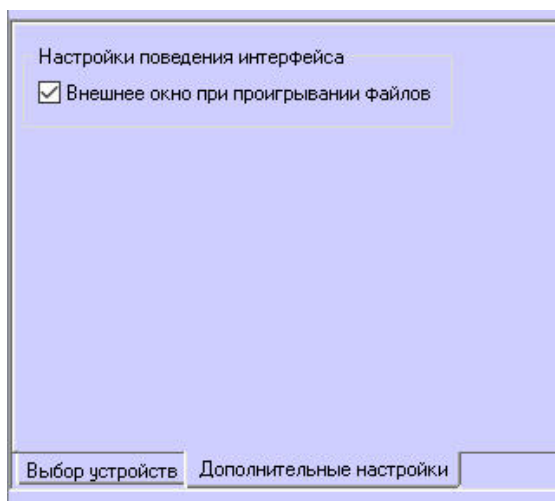 Настройки поведения интерфейса
Внешнее окно при проигрывании файлов
Выбор устройств
Дополнительные настройки